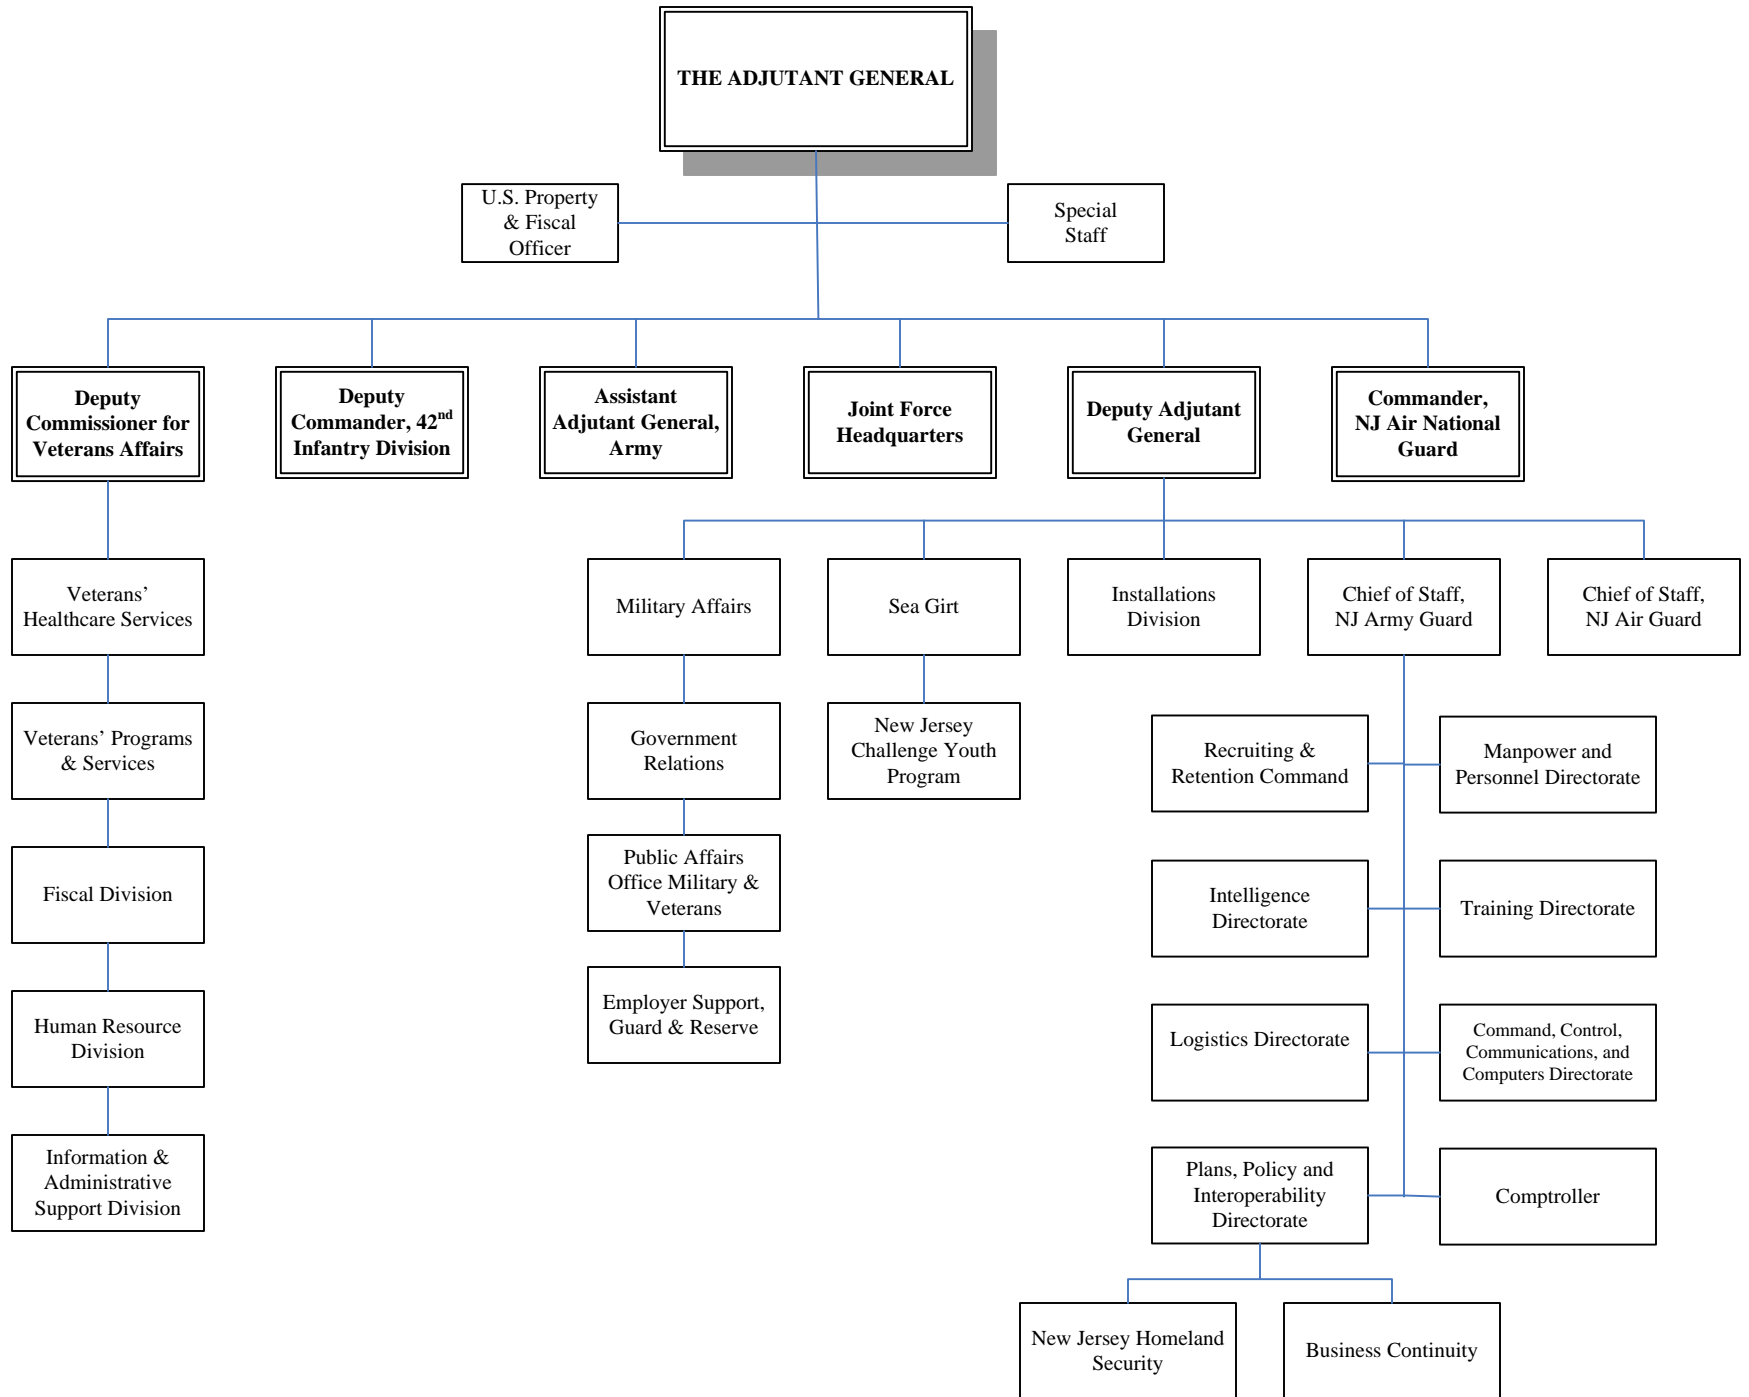 THE ADJUTANT GENERAL
U.S. Property
& Fiscal
Officer
Special
Staff
Deputy
Commissioner for
Veterans Affairs
Deputy
Commander, 42nd
Infantry Division
Assistant
Adjutant General,
Army
Joint Force
Headquarters
Deputy Adjutant
General
Commander,
NJ Air National
Guard
Veterans’
Healthcare Services
Military Affairs
Sea Girt
Installations
Division
Chief of Staff,
NJ Army Guard
Chief of Staff,
NJ Air Guard
Veterans’ Programs
& Services
Government
Relations
New Jersey
Challenge Youth
Program
Recruiting &
Retention Command
Manpower and
Personnel Directorate
Fiscal Division
Public Affairs
Office Military &
Veterans
Intelligence
Directorate
Training Directorate
Human Resource
Division
Employer Support,
Guard & Reserve
Logistics Directorate
Command, Control,
Communications, and
Computers Directorate
Information &
Administrative
Support Division
Plans, Policy and
Interoperability
Directorate
Comptroller
New Jersey Homeland
Security
Business Continuity